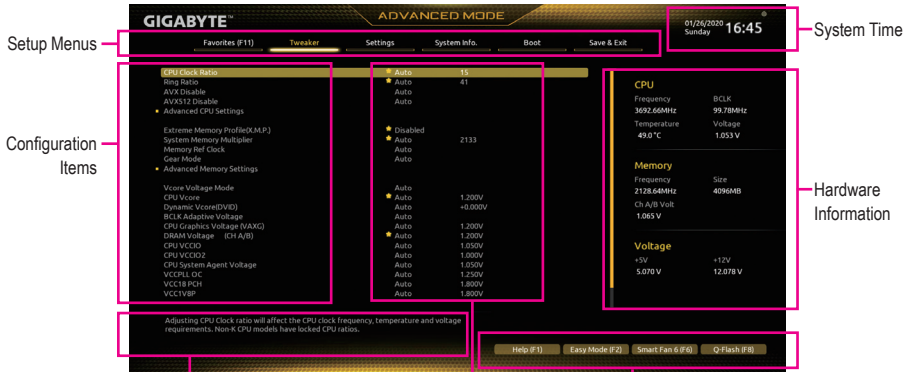 GIGABYTE™
ADVANCED MODE
01/26/2020
Sunday
16:45
System Time
Setup Menus
Favorites (F11) Tweaker Settings System Info. Boot Save & Exit
CPU Clock Ratio Auto 15
Ring Ratio Auto 41
AVX Disable Auto
AVX512 Disable Auto
Advanced CPU Settings
Extreme Memory Profile(X.M.P.) Disabled
System Memory Multiplier Auto 2133
Memory Ref Clock Auto
Gear Mode Auto
Advanced Memory Settings
Vcore Voltage Mode Auto
CPU Vcore Auto 1.200V
Dynamic Vcore(DVID) Auto +0.000V
BCLK Adaptive Voltage Auto
CPU Graphics Voltage (VAXG) Auto 1.200V
DRAM Voltage (CH A/B) Auto 1.200V
CPU VCCIO Auto 1.050V
CPU VCCIO2 Auto 1.000V
CPU System Agent Voltage Auto 1.050V
VCCPLL OC Auto 1.250V
VCC18 PCH Auto 1.800V
VCC1V8P Auto 1.800V
Configuration
Items
CPU
Frequency BCLK
3692.66MHz 99.78MHz
Temperature Voltage
49.0 °C 1.053 V
Memory
Frequency Size
2128.64MHz 4096MB
Ch A/B Volt
1.065 V
Voltage
+5V +12V
5.070 V 12.078 V
Hardware
Information
Adjusting CPU Clock ratio will affect the CPU clock frequency, temperature and voltage
requirements. Non-K CPU models have locked CPU ratios.
Help (F1) Easy Mode (F2) Smart Fan 6 (F6) Q-Flash (F8)